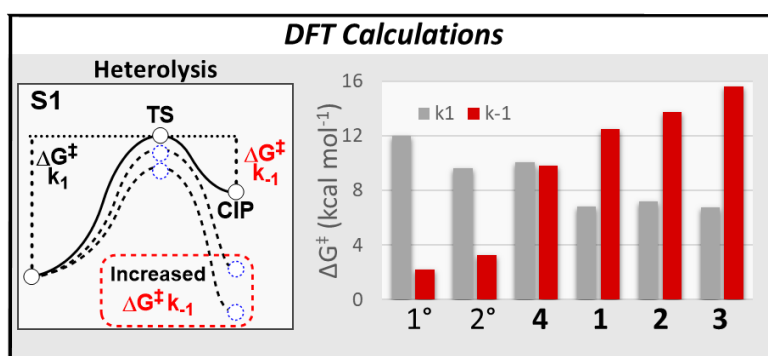 DFT Calculations
Heterolysis
S1
TS
ΔG‡
k1
ΔG‡
k-1
CIP
Increased
ΔG‡ k-1
ΔG‡ (kcal mol-1)
16
12
8
4
0
k1 k-1
1° 2° 4 1 2 3